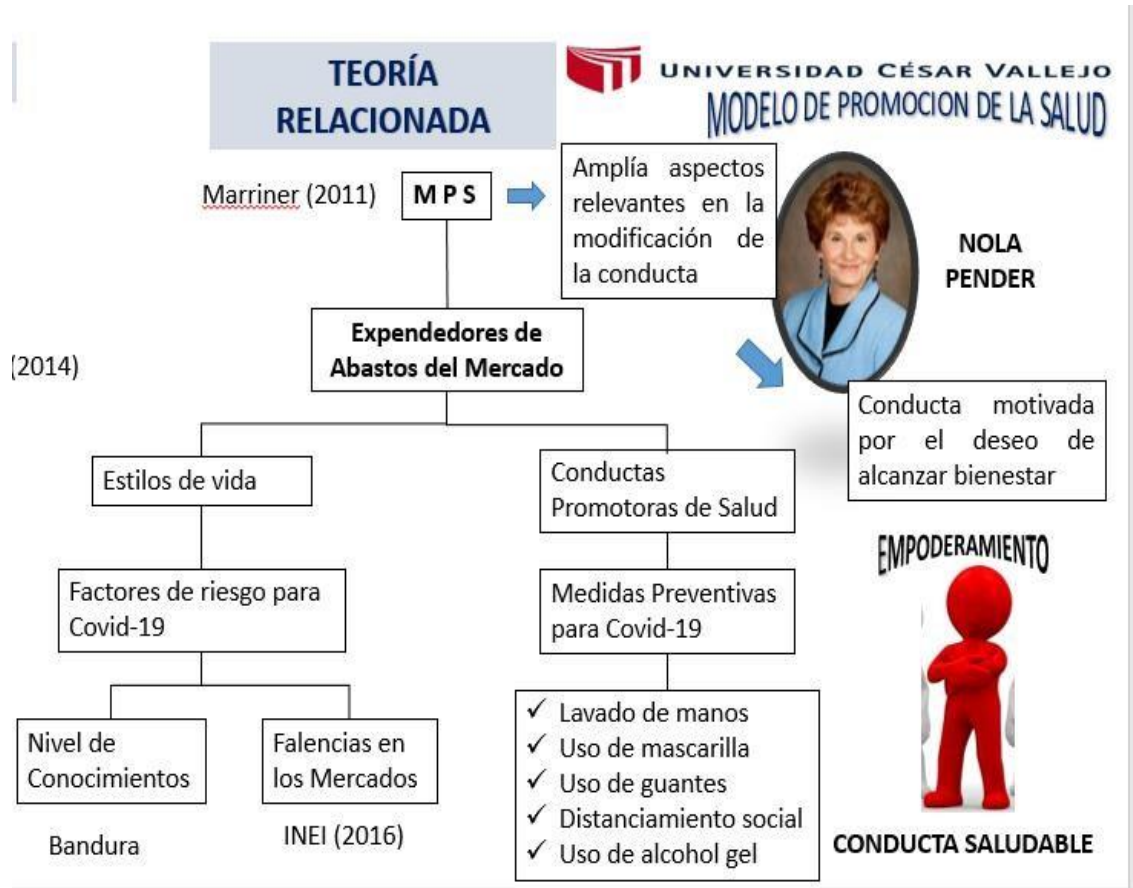 TEORÍA
RELACIONADA
UNIVERSIDAD CÉSAR VALLEJO
MODELO DE PROMOCION DE LA SALUD
Marriner (2011)
M P S
Amplía aspectos
relevantes en la
modificación de
la conducta
NOLA
PENDER
Expendedores de
Abastos del Mercado
(2014)
Conducta motivada
por el deseo de
alcanzar bienestar
Estilos de vida
Conductas
Promotoras de Salud
EMPODERAMIENTO
Factores de riesgo para
Covid-19
Medidas Preventivas
para Covid-19
Nivel de
Conocimientos
Falencias en
los Mercados
✓ Lavado de manos
✓ Uso de mascarilla
✓ Uso de guantes
✓ Distanciamiento social
✓ Uso de alcohol gel
Bandura
INEI (2016)
CONDUCTA SALUDABLE